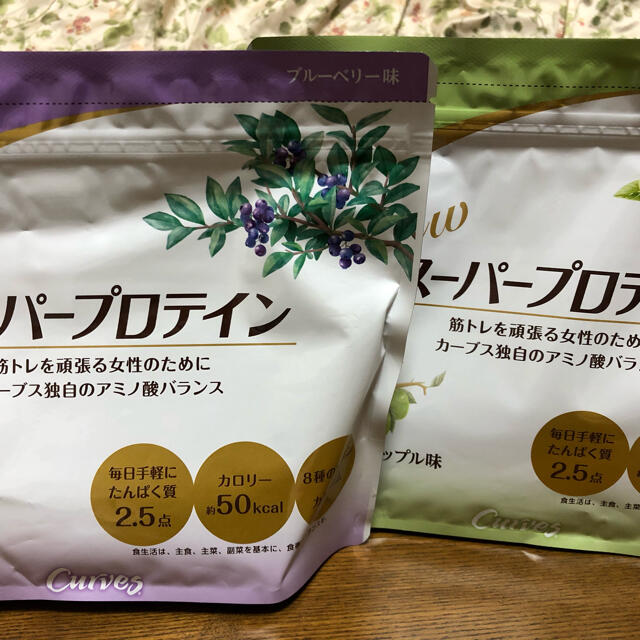 ブルーベリー味
パープロテイン
筋トレを頑張る女性のために
ーブス独自のアミノ酸バランス
毎日手軽に
たんぱく質
2.5点
カロリー
約50kcal
8種の
食生活は、主食、主菜、副菜を基本に、食
Curves
ew
スーパープロテ
筋トレを頑張る女性のため
カーブス独自のアミノ酸バラン
ップル味
毎日手軽に
たんぱく質
2.5点
食生活は、主食、主菜、副
Curves